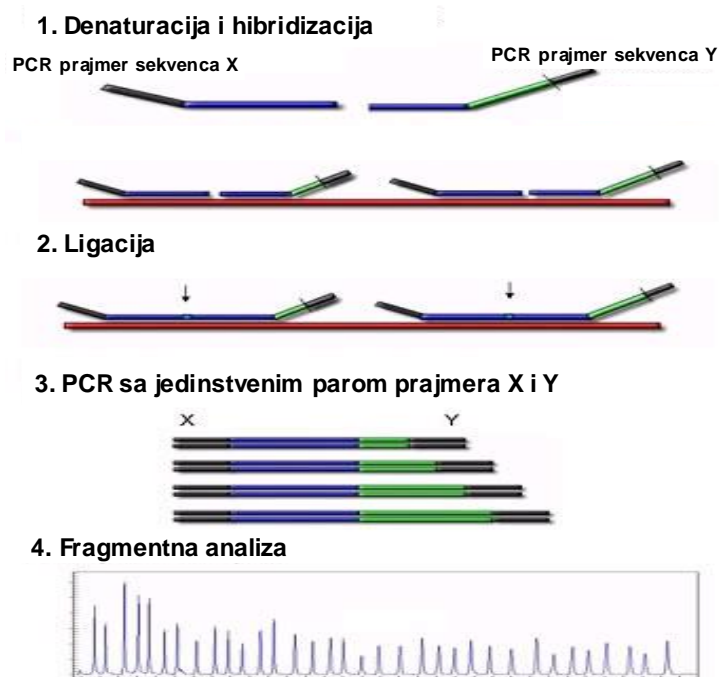 1. Denaturacija i hibridizacija
PCR prajmer sekvenca X
PCR prajmer sekvenca Y
2. Ligacija
3. PCR sa jedinstvenim parom prajmera X i Y
X Y
4. Fragmentna analiza